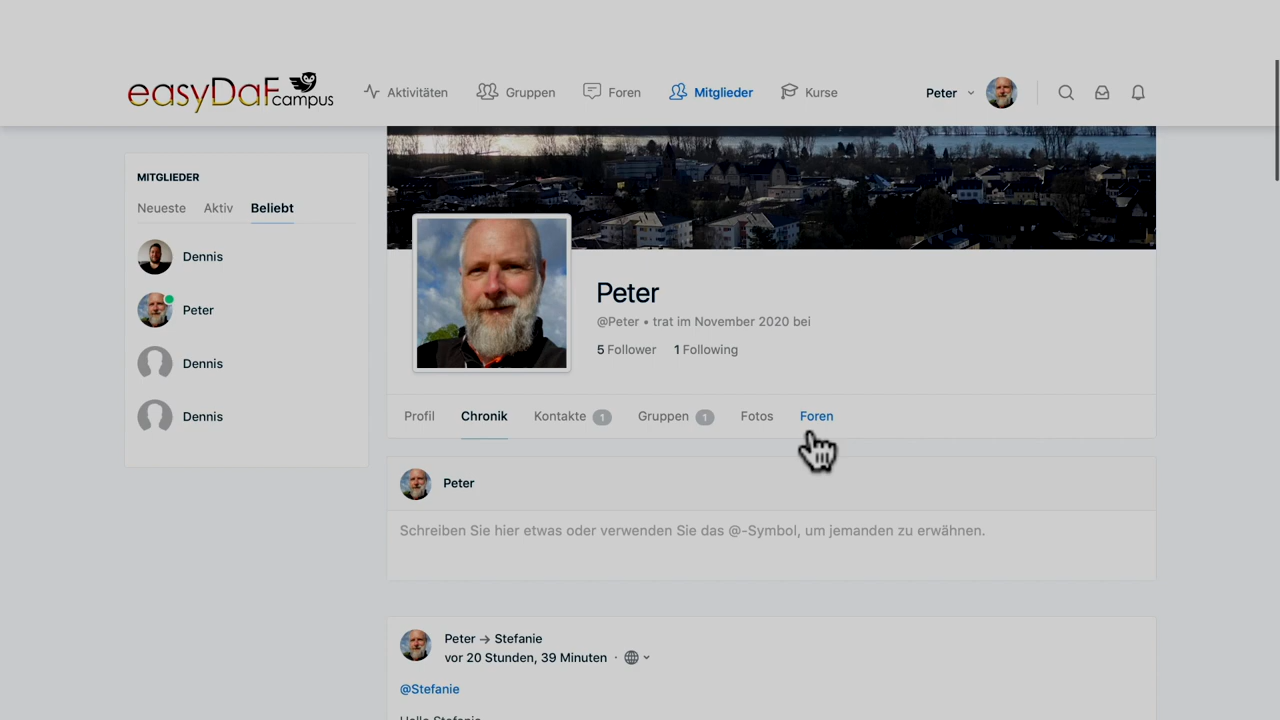 easyDaF campus
Aktivitäten Gruppen Foren Mitglieder Kurse Peter
MITGLIEDER
Neueste Aktiv Beliebt
Dennis
Peter
Dennis
Dennis
Peter
@Peter • trat im November 2020 bei
5 Follower 1 Following
Profil Chronik Kontakte 1 Gruppen 1 Fotos Foren
Peter
Schreiben Sie hier etwas oder verwenden Sie das @-Symbol, um jemanden zu erwähnen.
Peter → Stefanie
vor 20 Stunden, 39 Minuten ·
@Stefanie
Hallo Stefanie